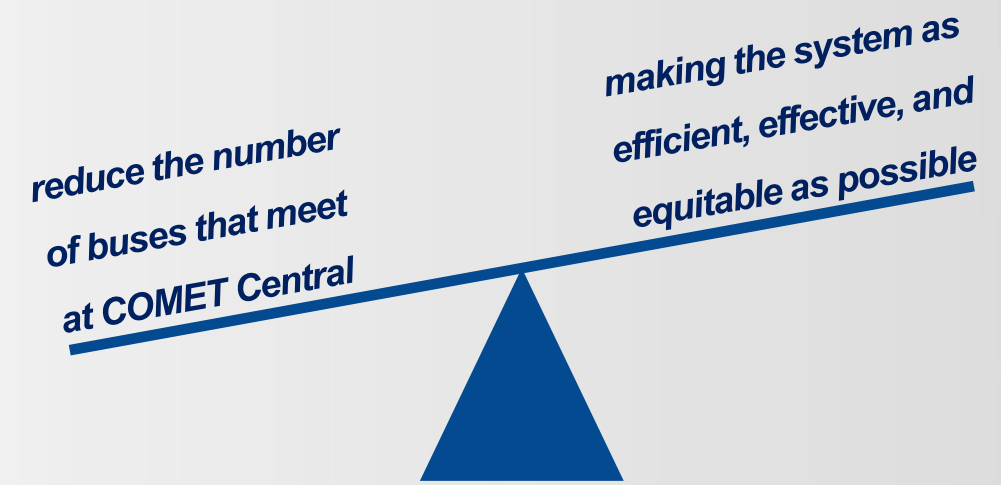 reduce the number
of buses that meet
at COMET Central
making the system as
efficient, effective, and
equitable as possible